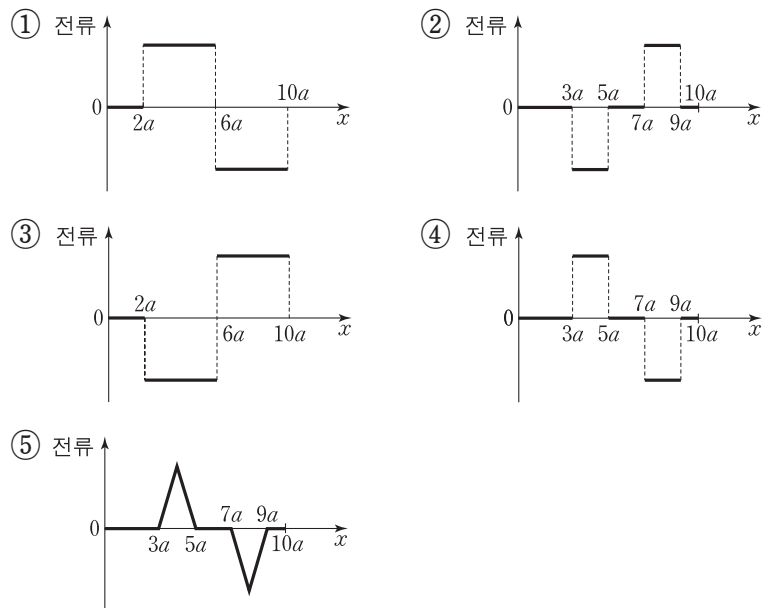 ① 전류 ② 전류
10a 3a 5a 10a
0 0
2a 6a x 7a 9a x
③ 전류 ④ 전류
2a 7a 9a
0 0
6a 10a x 3a 5a 10a x
⑤ 전류
7a 9a
0
3a 5a 10a x